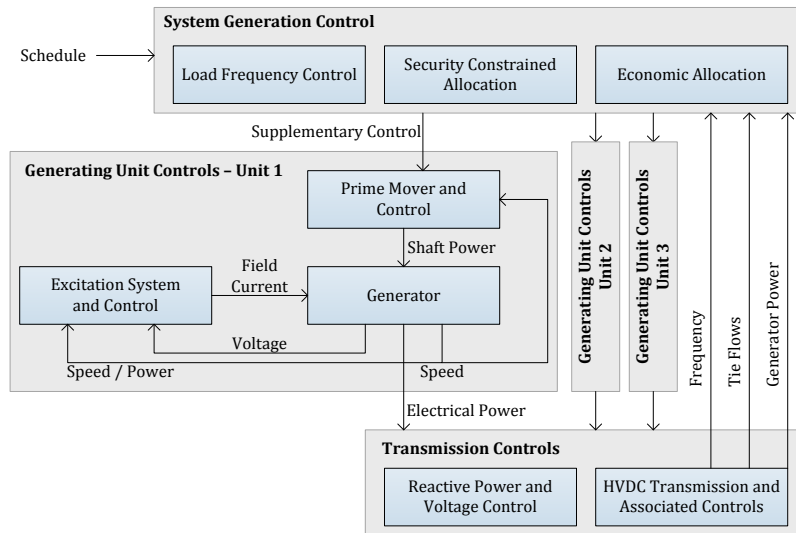 System Generation Control
Schedule
Load Frequency Control
Security Constrained
Allocation
Economic Allocation
Supplementary Control
Generating Unit Controls – Unit 1
Prime Mover and
Control
Shaft Power
Excitation System
and Control
Field
Current
Generator
Voltage
Speed / Power
Speed
Electrical Power
Generating Unit Controls
Unit 2
Generating Unit Controls
Unit 3
Frequency
Tie Flows
Generator Power
Transmission Controls
Reactive Power and
Voltage Control
HVDC Transmission and
Associated Controls